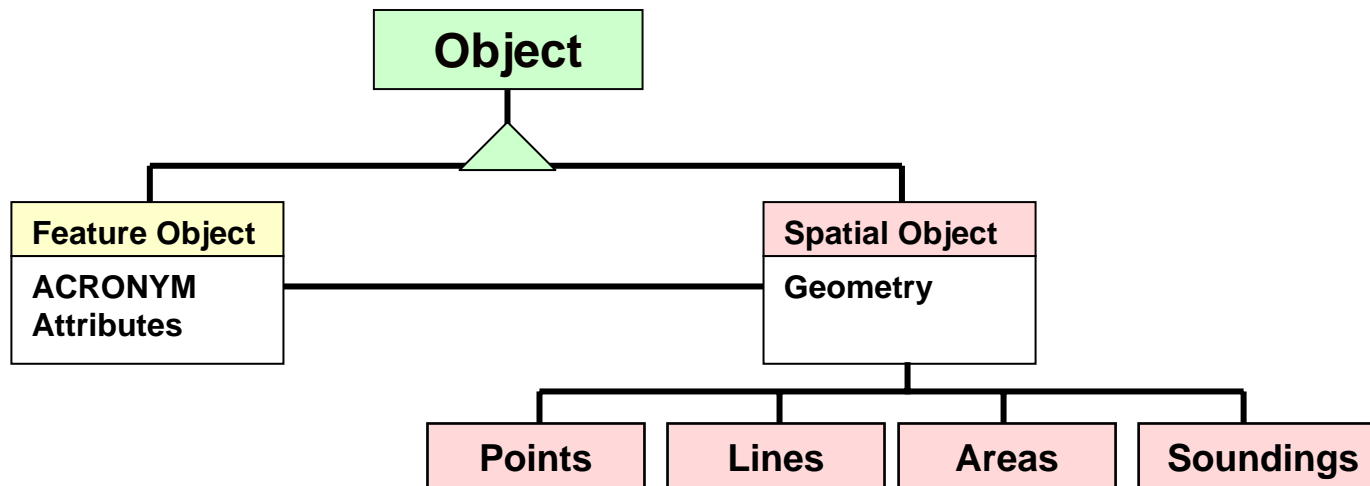 Object
Feature Object
ACRONYM
Attributes
Spatial Object
Geometry
Points
Lines
Areas
Soundings